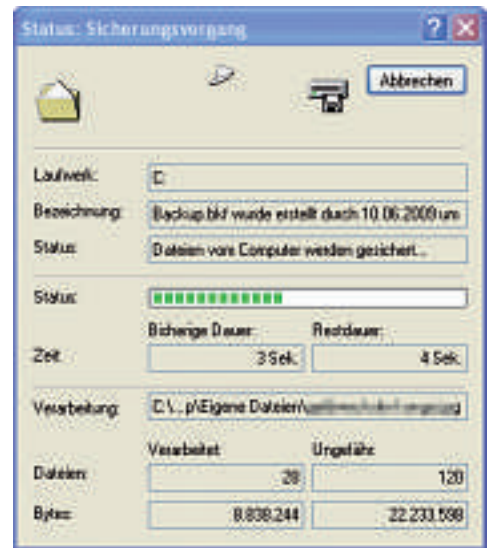 Status: Sicherungsvorgang
Abbrechen
Laufwerk: C:
Bezeichnung: Backup.bkf wurde erstellt durch 10.06.2009 um
Status: Dateien vom Computer werden gesichert...
Status:
Bisherige Dauer: Restdauer:
Zeit: 3 Sek. 4 Sek.
Verarbeitung: C:\...p\Eigene Dateien\
Verarbeitet: Ungefähr:
Dateien: 28 120
Bytes: 8.838.244 22.233.598